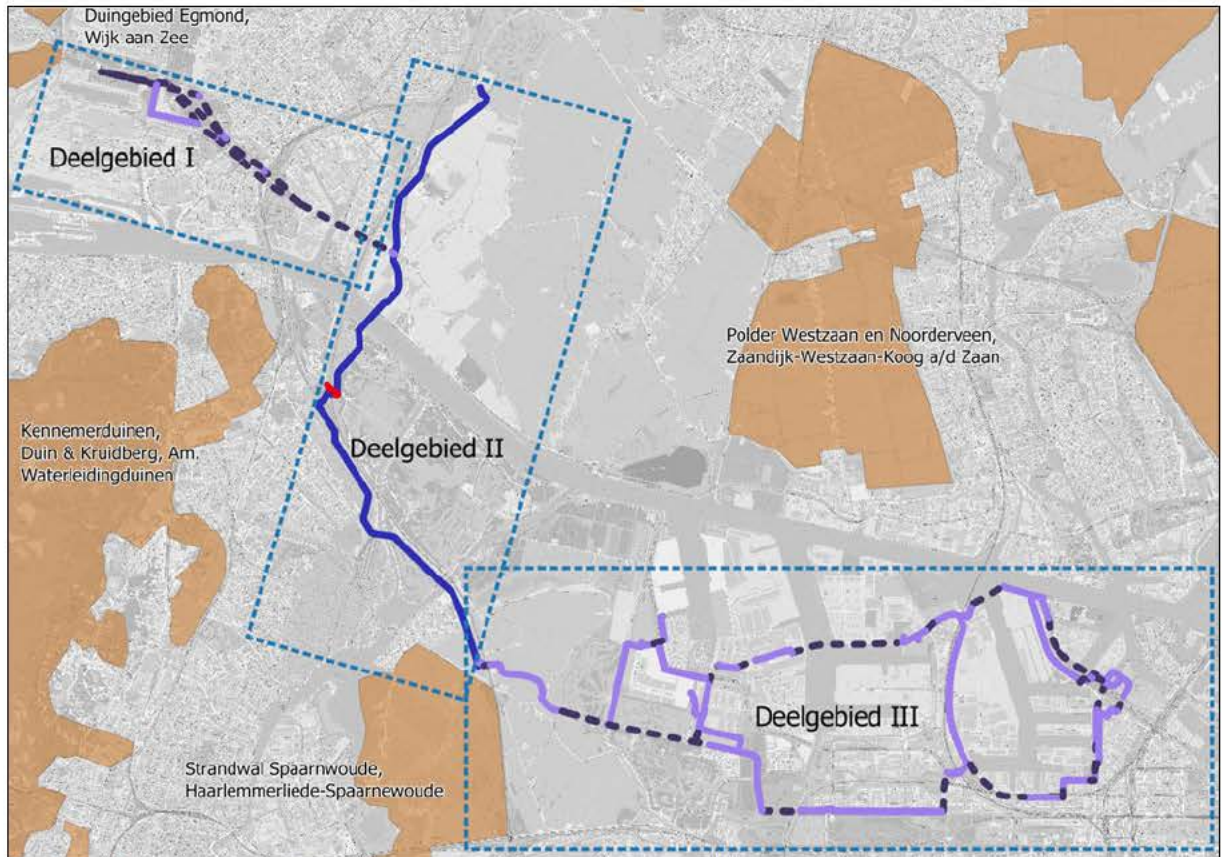 Duingebied Egmond,
Wijk aan Zee
Deelgebied I
Polder Westzaan en Noorderveen,
Zaandijk-Westzaan-Koog a/d Zaan
Kennemerduinen,
Duin & Kruidberg, Am.
Waterleidingduinen
Deelgebied II
Deelgebied III
Strandwal Spaarnwoude,
Haarlemmerliede-Spaarnewoude